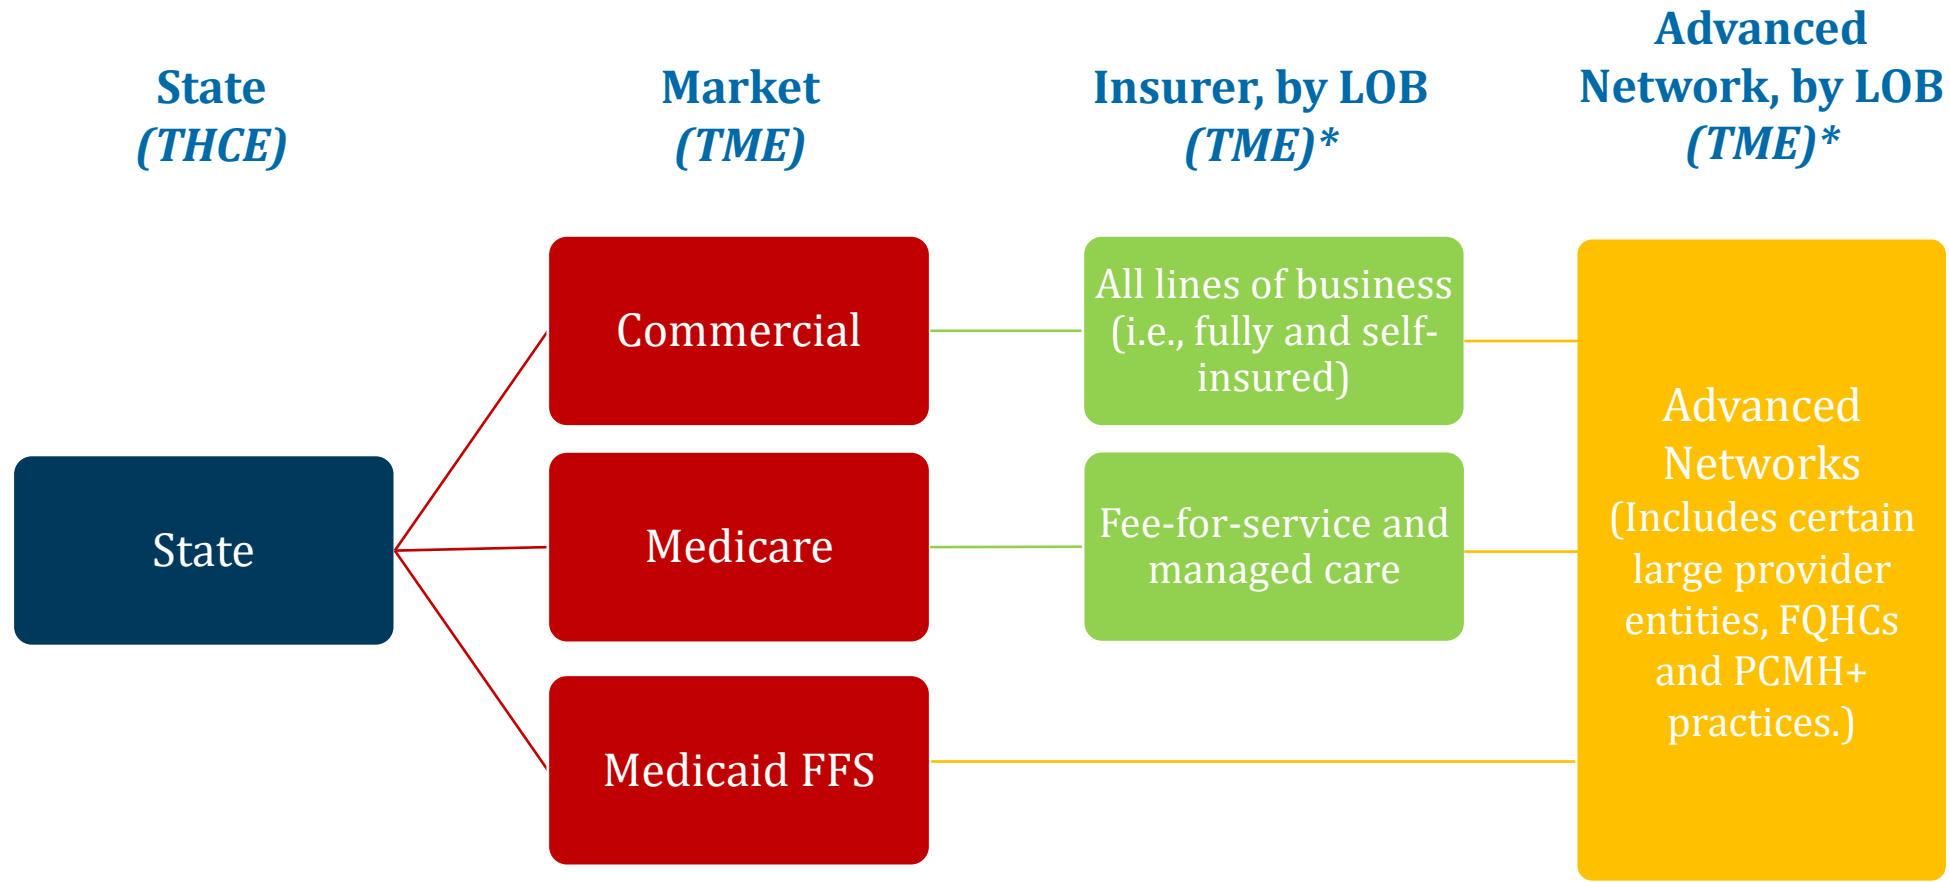 State
(THCE)
Market
(TME)
Insurer, by LOB
(TME)*
Advanced
Network, by LOB
(TME)*
State
Commercial
Medicare
Medicaid FFS
All lines of business
(i.e., fully and self-
insured)
Fee-for-service and
managed care
Advanced
Networks
(Includes certain
large provider
entities, FQHCs
and PCMH+
practices.)